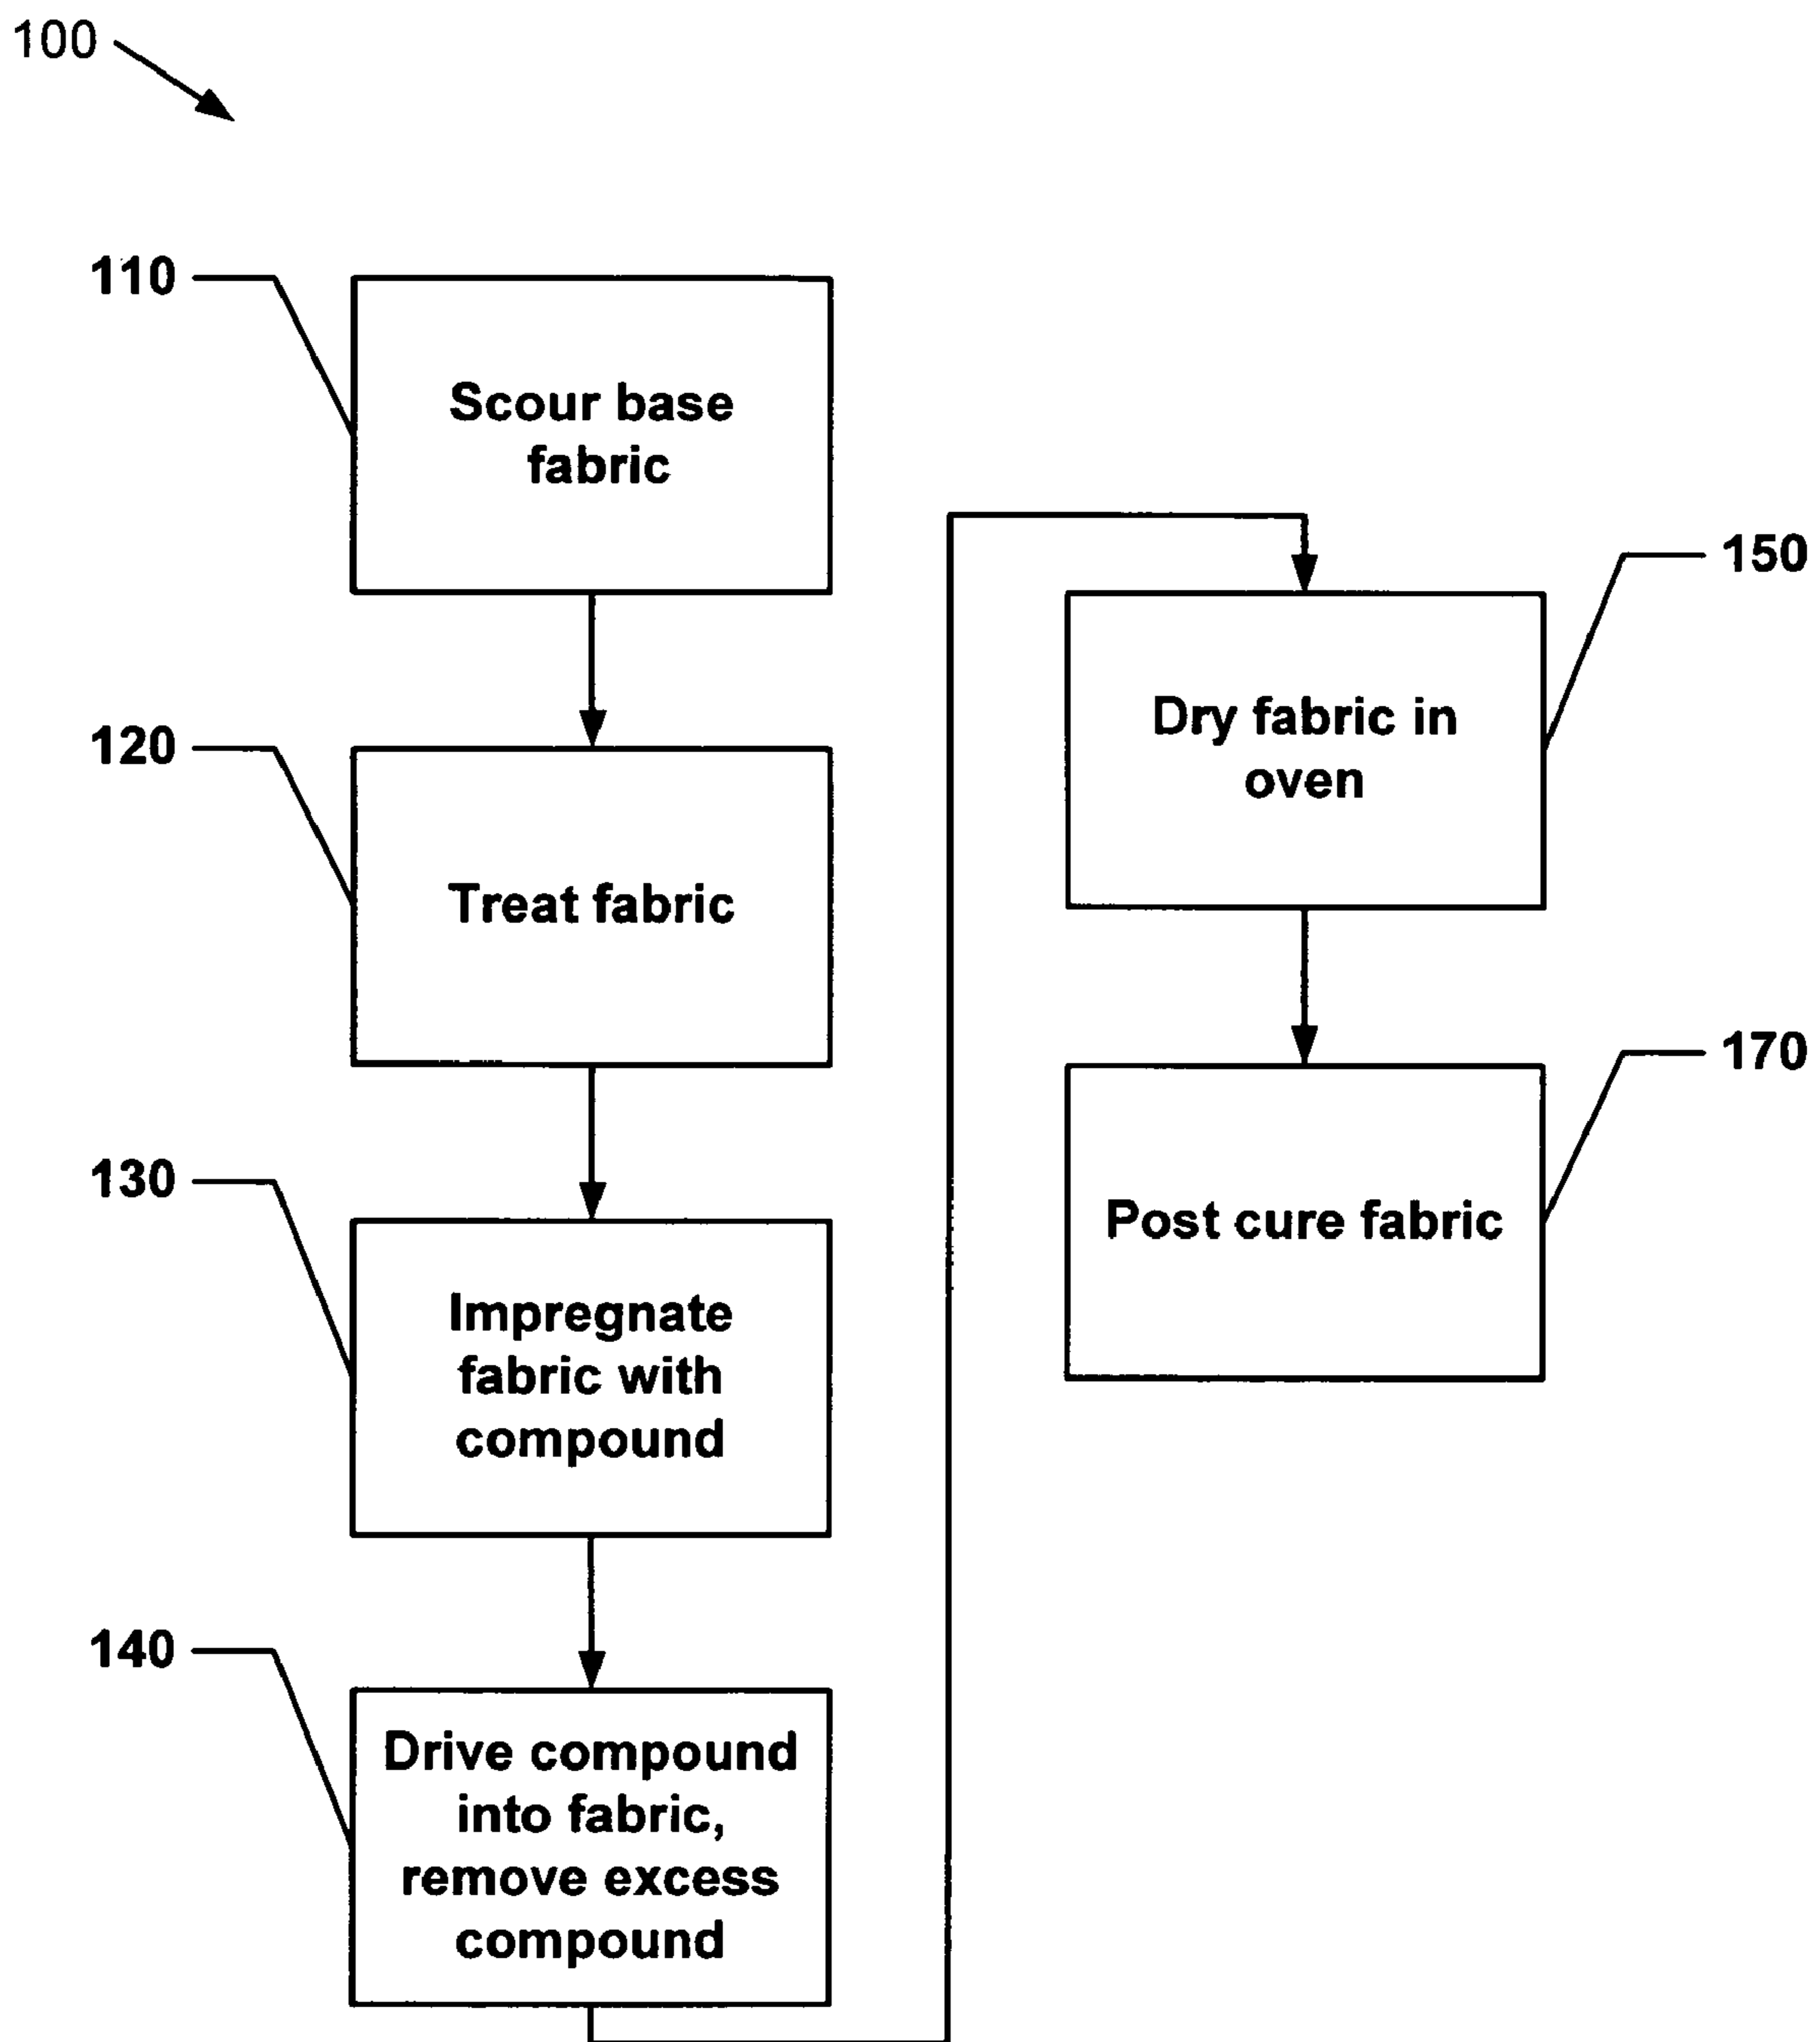 100
110
Scour base
fabric
120
Treat fabric
130
Impregnate
fabric with
compound
140
Drive compound
into fabric,
remove excess
compound
150
Dry fabric in
oven
170
Post cure fabric